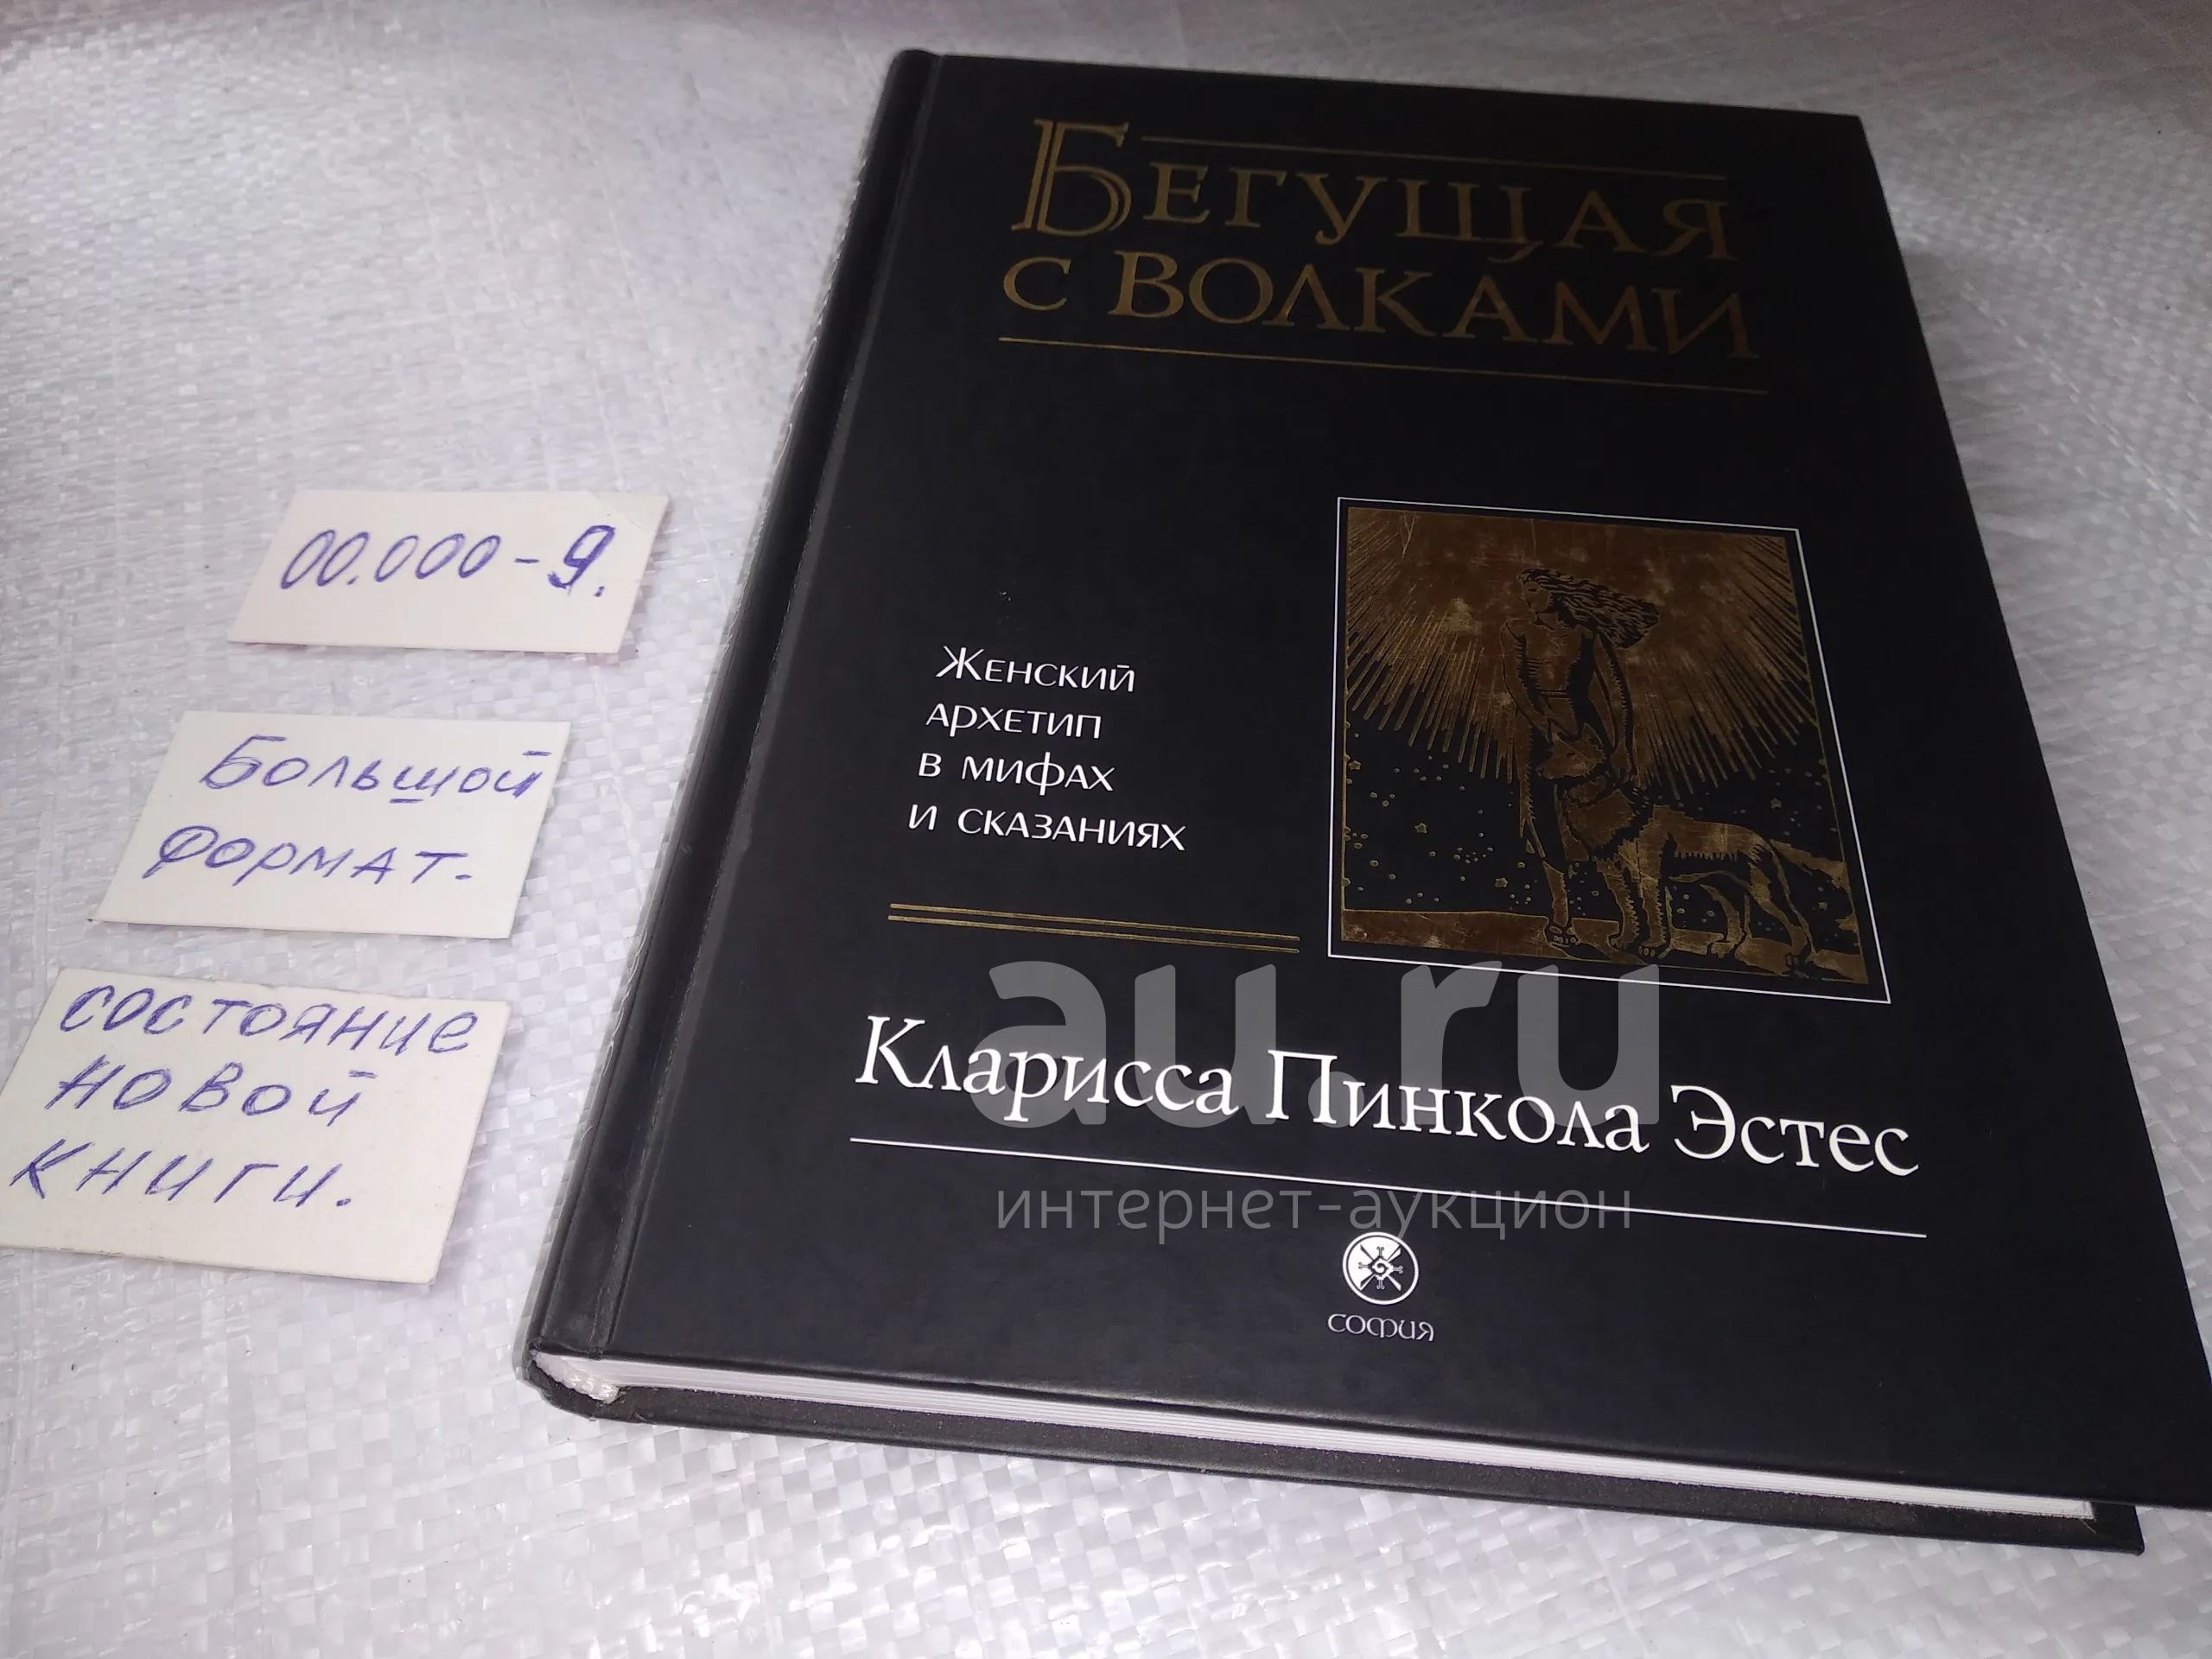 Бегущая
с волками
Женский
архетип
в мифах
и сказаниях
Кларисса Пинкола Эстес
София
00.000-9.
Большой
формат.
состояние
новой
книги.
au.ru
интернет-аукцион